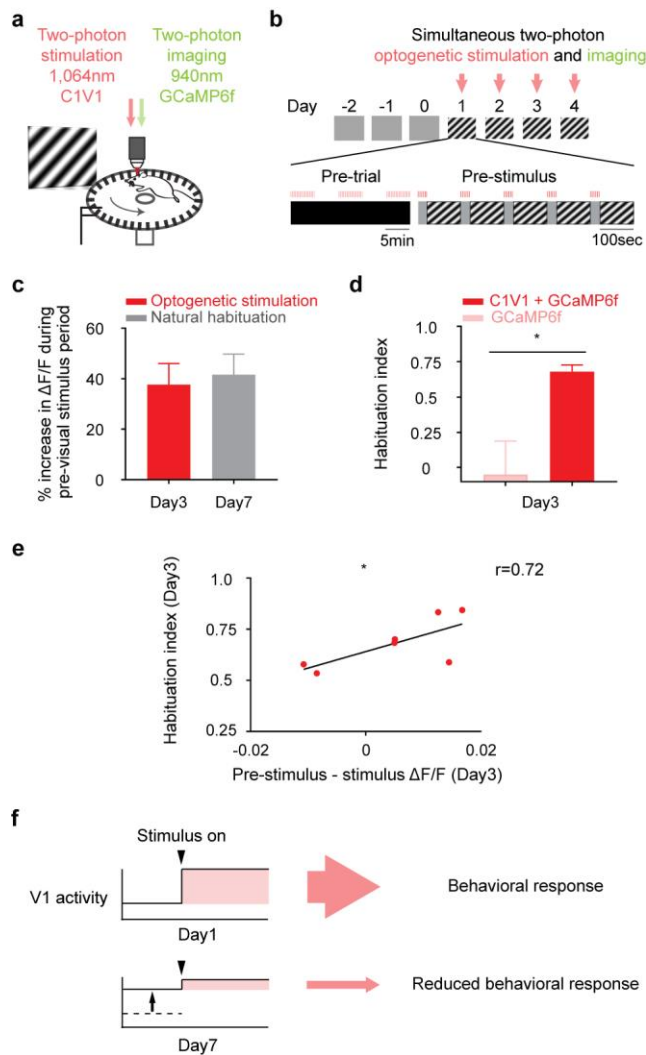 a
Two-photon
stimulation
1,064nm
C1V1
Two-photon
imaging
940nm
GCaMP6f
b
Simultaneous two-photon
optogenetic stimulation and imaging
Day -2 -1 0 1 2 3 4
Pre-trial Pre-stimulus
5min 100sec
c
Optogenetic stimulation
Natural habituation
% increase in ΔF/F during
pre-visual stimulus period
60
40
20
0
Day3 Day7
d
C1V1 + GCaMP6f
GCaMP6f
Habituation index
1.0
0.75
0.50
0.25
0
*
Day3
e
* r=0.72
Habituation index (Day3)
1.0
0.75
0.5
0.25
-0.02 0 0.02
Pre-stimulus - stimulus ΔF/F (Day3)
f
Stimulus on
V1 activity
Day1
Behavioral response
Day7
Reduced behavioral response